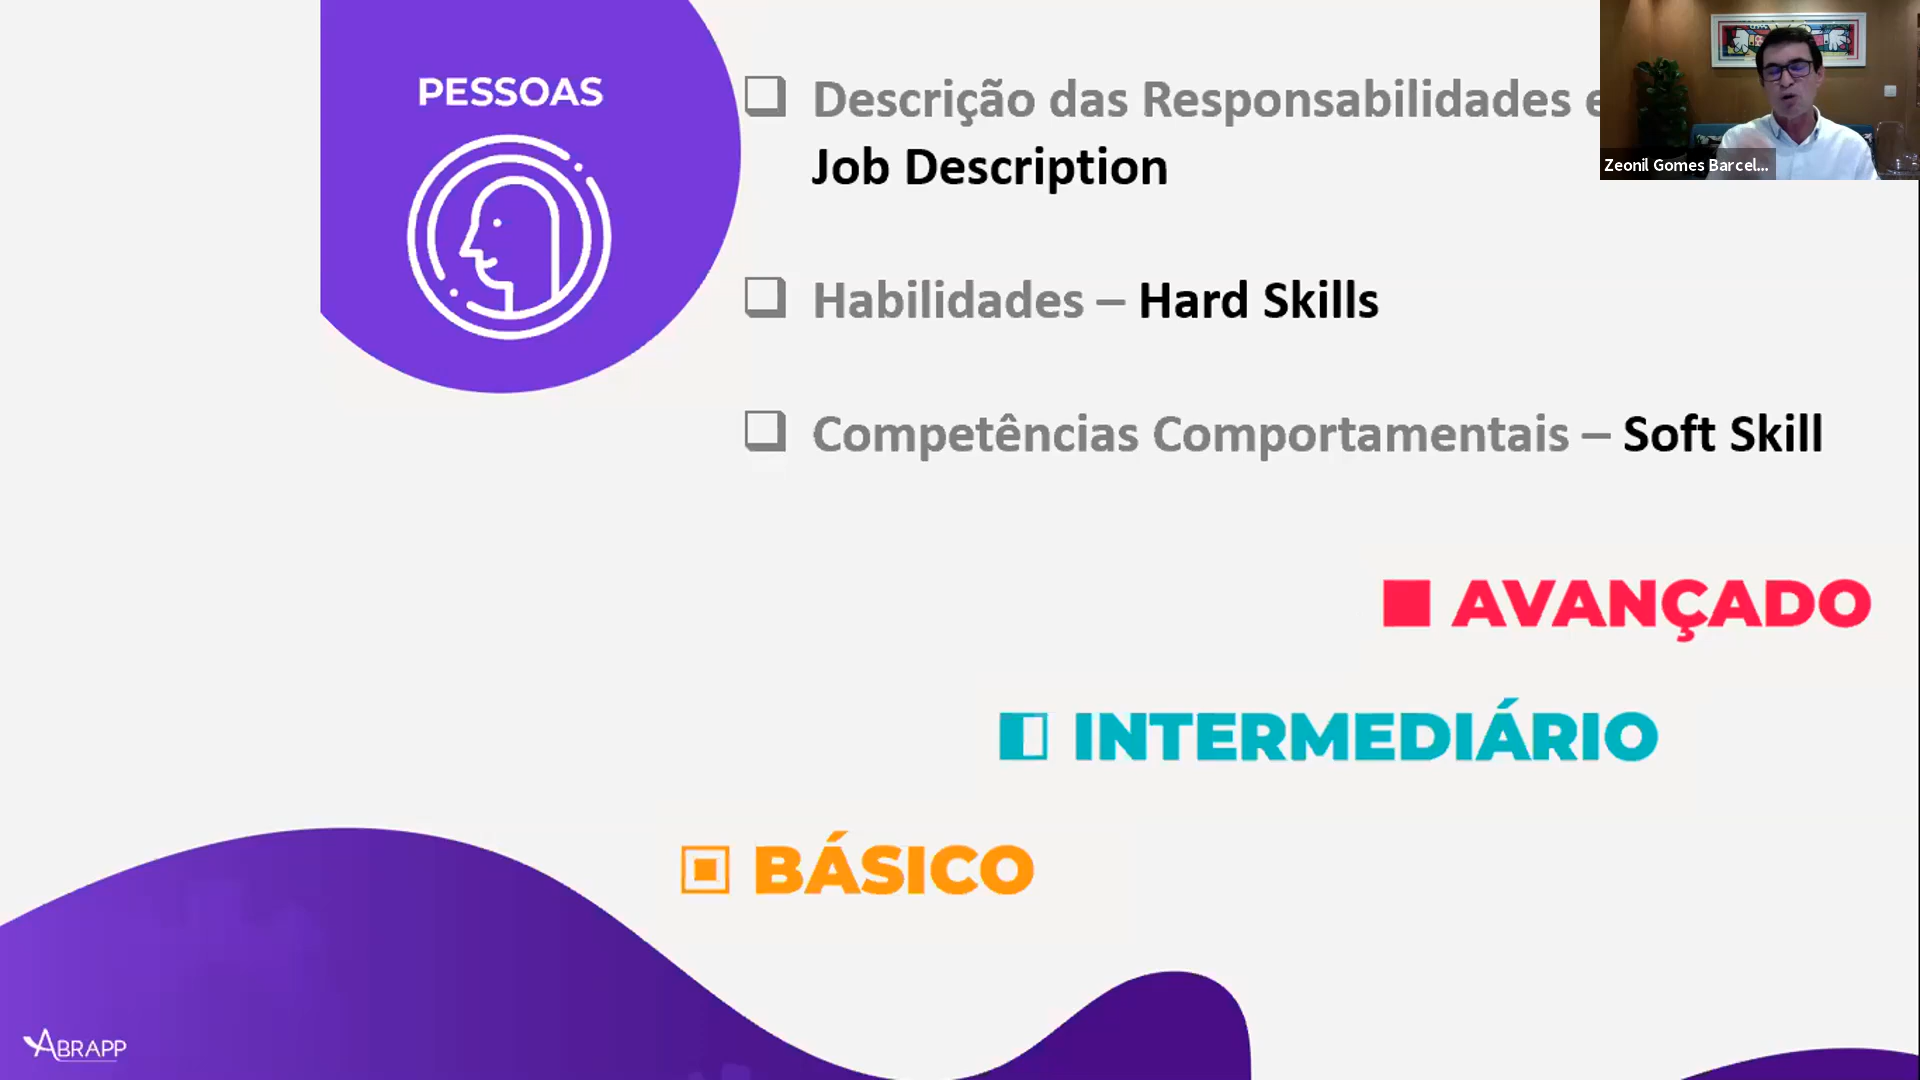 PESSOAS
Descrição das Responsabilidades e
Job Description
Habilidades – Hard Skills
Competências Comportamentais – Soft Skill
AVANÇADO
INTERMEDIÁRIO
BÁSICO
ABRAPP
Zeonil Gomes Barcel...